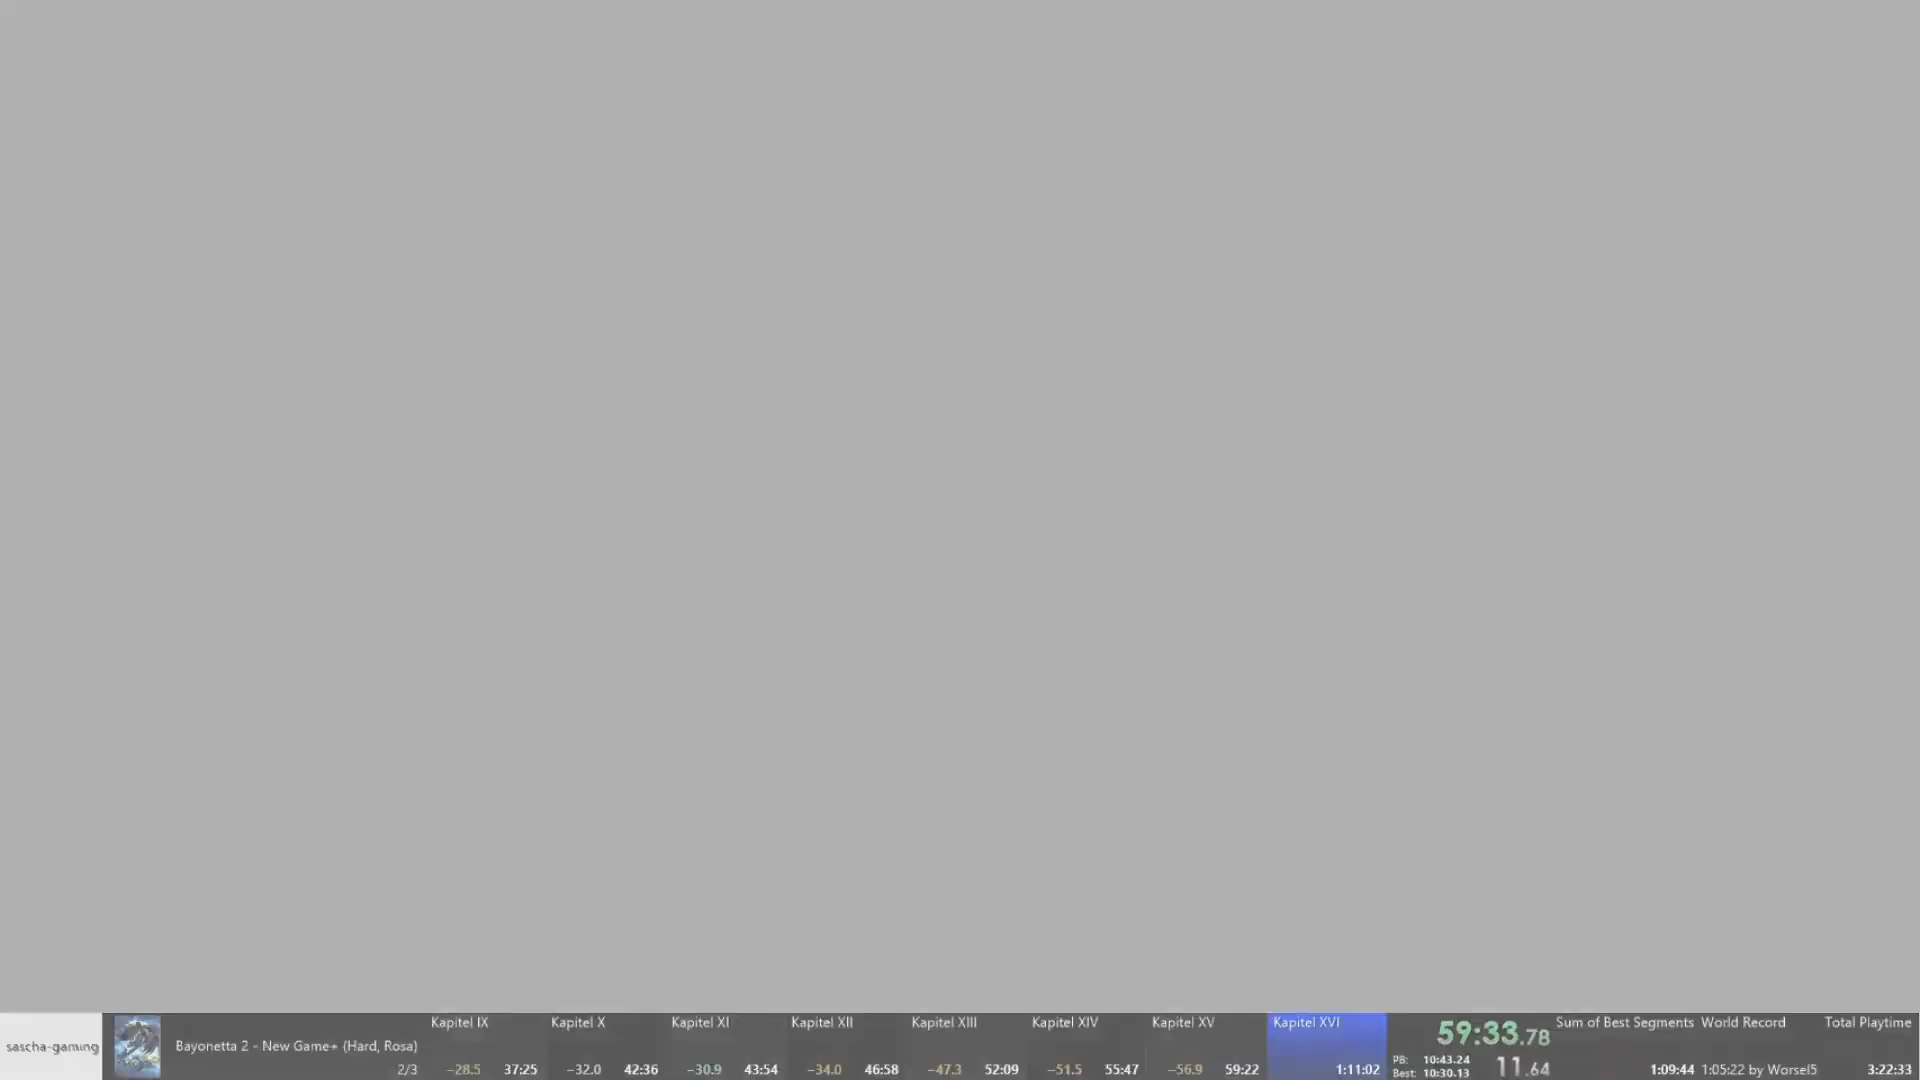 sascha-gaming
Bayonetta 2 - New Game+ (Hard, Rosa)
2/3
Kapitel IX
-28.5 37:25
Kapitel X
-32.0 42:36
Kapitel XI
-30.9 43:54
Kapitel XII
-34.0 46:58
Kapitel XIII
-47.3 52:09
Kapitel XIV
-51.5 55:47
Kapitel XV
-56.9 59:22
Kapitel XVI
1:11:02
59:33.78
PB: 10:43.24
Best: 10:30.13
11.64
Sum of Best Segments
1:09:44
World Record
1:05:22 by Worsel5
Total Playtime
3:22:33